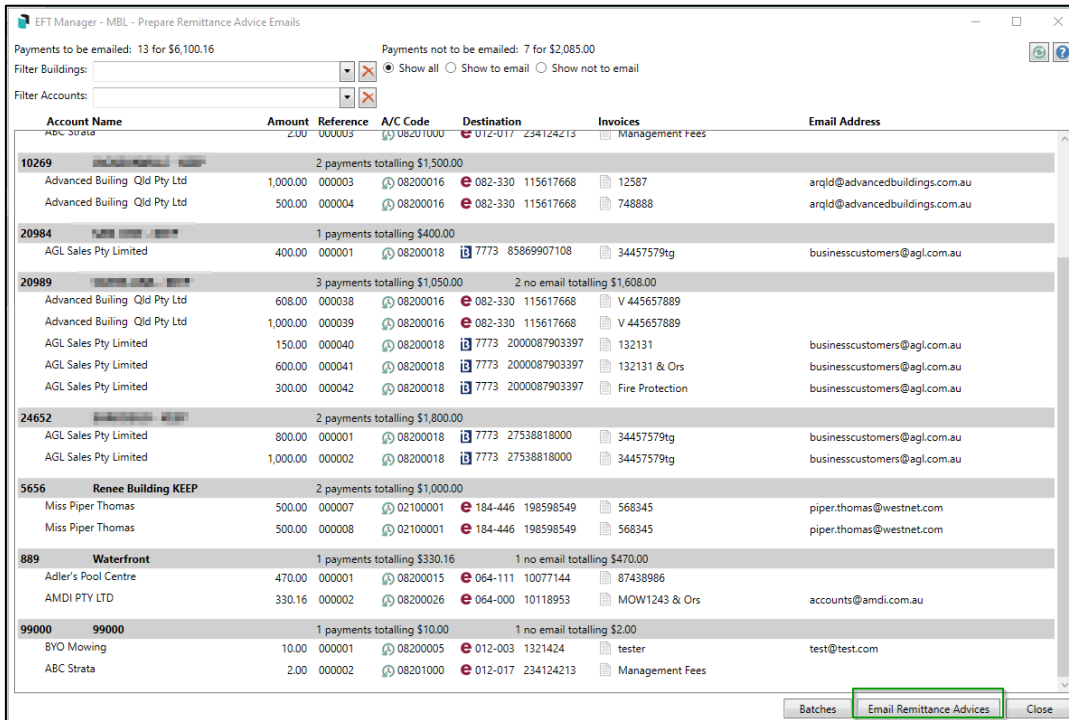 EFT Manager - MBL - Prepare Remittance Advice Emails
Payments to be emailed: 13 for $6,100.16 Payments not to be emailed: 7 for $2,085.00
Filter Buildings: Show all Show to email Show not to email
Filter Accounts:
Account Name Amount Reference A/C Code Destination Invoices Email Address
ABC Strata 2.00 000003 08201000 e 012-017 234124213 Management Fees
10269 2 payments totalling $1,500.00
Advanced Builing Qld Pty Ltd 1,000.00 000003 08200016 e 082-330 115617668 12587 arqld@advancedbuildings.com.au
Advanced Builing Qld Pty Ltd 500.00 000004 08200016 e 082-330 115617668 748888 arqld@advancedbuildings.com.au
20984 1 payments totalling $400.00
AGL Sales Pty Limited 400.00 000001 08200018 B 7773 85869907108 34457579tg businesscustomers@agl.com.au
20989 3 payments totalling $1,050.00 2 no email totalling $1,608.00
Advanced Builing Qld Pty Ltd 608.00 000038 08200016 e 082-330 115617668 V 445657889
Advanced Builing Qld Pty Ltd 1,000.00 000039 08200016 e 082-330 115617668 V 445657889
AGL Sales Pty Limited 150.00 000040 08200018 B 7773 2000087903397 132131 businesscustomers@agl.com.au
AGL Sales Pty Limited 600.00 000041 08200018 B 7773 2000087903397 132131 & Ors businesscustomers@agl.com.au
AGL Sales Pty Limited 300.00 000042 08200018 B 7773 2000087903397 Fire Protection businesscustomers@agl.com.au
24652 2 payments totalling $1,800.00
AGL Sales Pty Limited 800.00 000001 08200018 B 7773 27538818000 34457579tg businesscustomers@agl.com.au
AGL Sales Pty Limited 1,000.00 000002 08200018 B 7773 27538818000 34457579tg businesscustomers@agl.com.au
5656 Renee Building KEEP 2 payments totalling $1,000.00
Miss Piper Thomas 500.00 000007 02100001 e 184-446 198598549 568345 piper.thomas@westnet.com
Miss Piper Thomas 500.00 000008 02100001 e 184-446 198598549 568345 piper.thomas@westnet.com
889 Waterfront 1 payments totalling $330.16 1 no email totalling $470.00
Adler's Pool Centre 470.00 000001 08200015 e 064-111 10077144 87438986
AMDI PTY LTD 330.16 000002 08200026 e 064-000 10118953 MOW1243 & Ors accounts@amdi.com.au
99000 99000 1 payments totalling $10.00 1 no email totalling $2.00
BYO Mowing 10.00 000001 08200005 e 012-003 1321424 tester test@test.com
ABC Strata 2.00 000002 08201000 e 012-017 234124213 Management Fees
Batches Email Remittance Advices Close